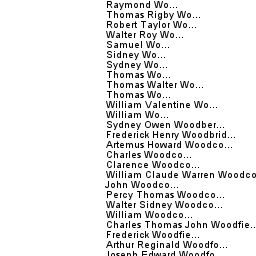 Raymond Wo...
Thomas Rigby Wo...
Robert Taylor Wo...
Walter Roy Wo...
Samuel Wo...
Sidney Wo...
Sydney Wo...
Thomas Wo...
Thomas Walter Wo...
Thomas Wo...
William Valentine Wo...
William Wo...
Sydney Owen Woodber...
Frederick Henry Woodbrid...
Artemus Howard Woodco...
Charles Woodco...
Clarence Woodco...
William Claude Warren Woodco
John Woodco...
Percy Thomas Woodco...
Walter Sidney Woodco...
William Woodco...
Charles Thomas John Woodfie..
Frederick Woodfie...
Arthur Reginald Woodfo...
Joseph Edward Woodfo